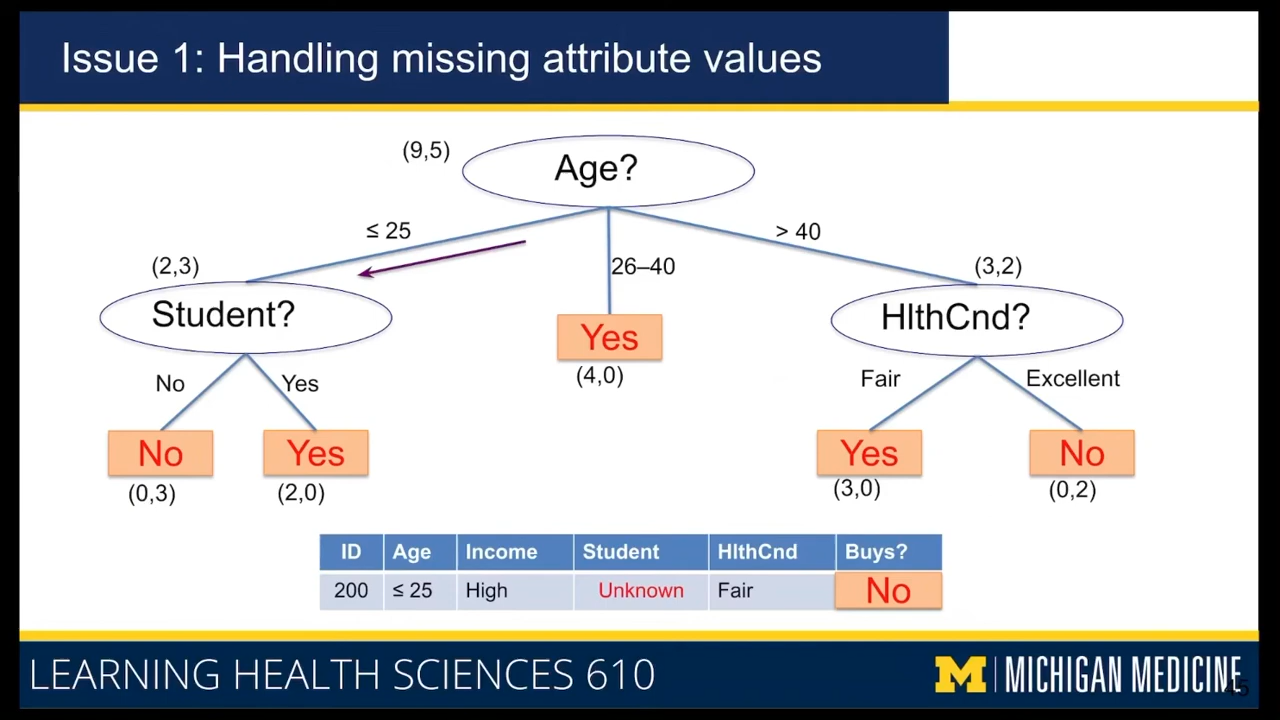 Issue 1: Handling missing attribute values
(9,5)
Age?
≤ 25
26–40
> 40
(2,3)
Student?
(3,2)
HlthCnd?
Yes
(4,0)
No
Yes
Fair
Excellent
No
Yes
Yes
No
(0,3)
(2,0)
(3,0)
(0,2)
ID Age Income Student HlthCnd Buys?
200 ≤ 25 High Unknown Fair No
LEARNING HEALTH SCIENCES 610
M MICHIGAN MEDICINE
45